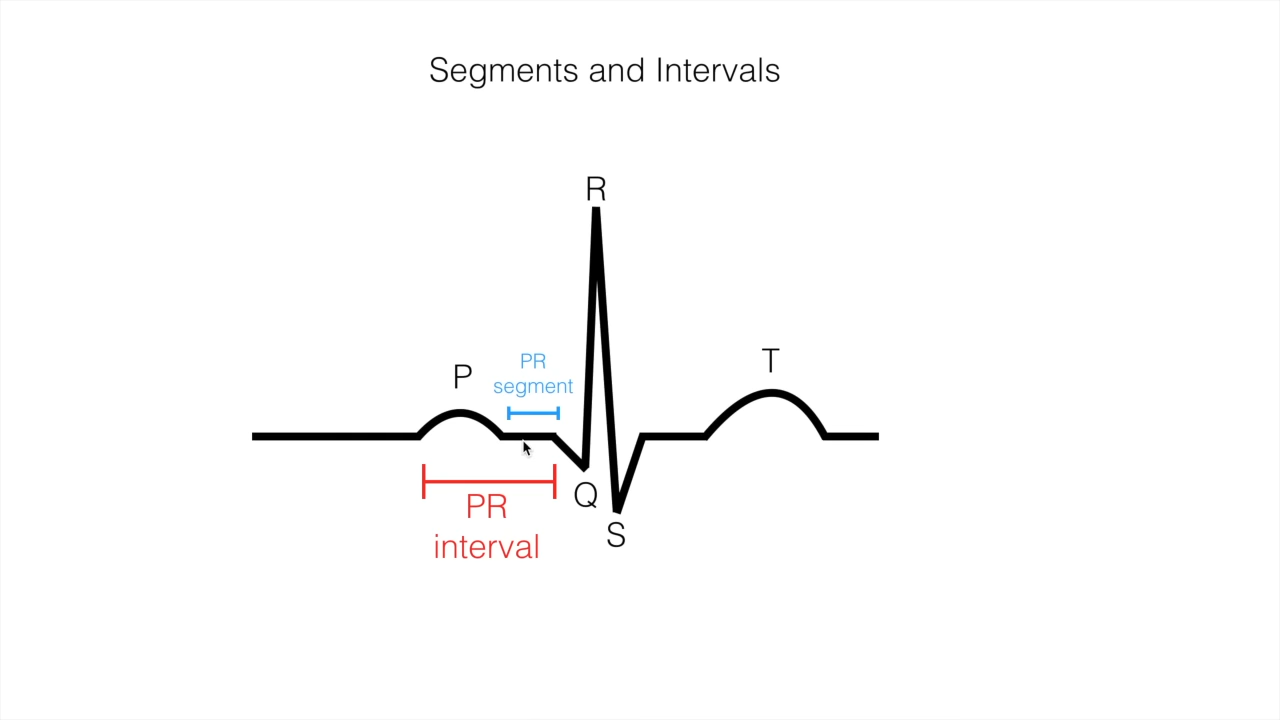 Segments and Intervals
R
P
PR
segment
T
Q
PR
interval
S